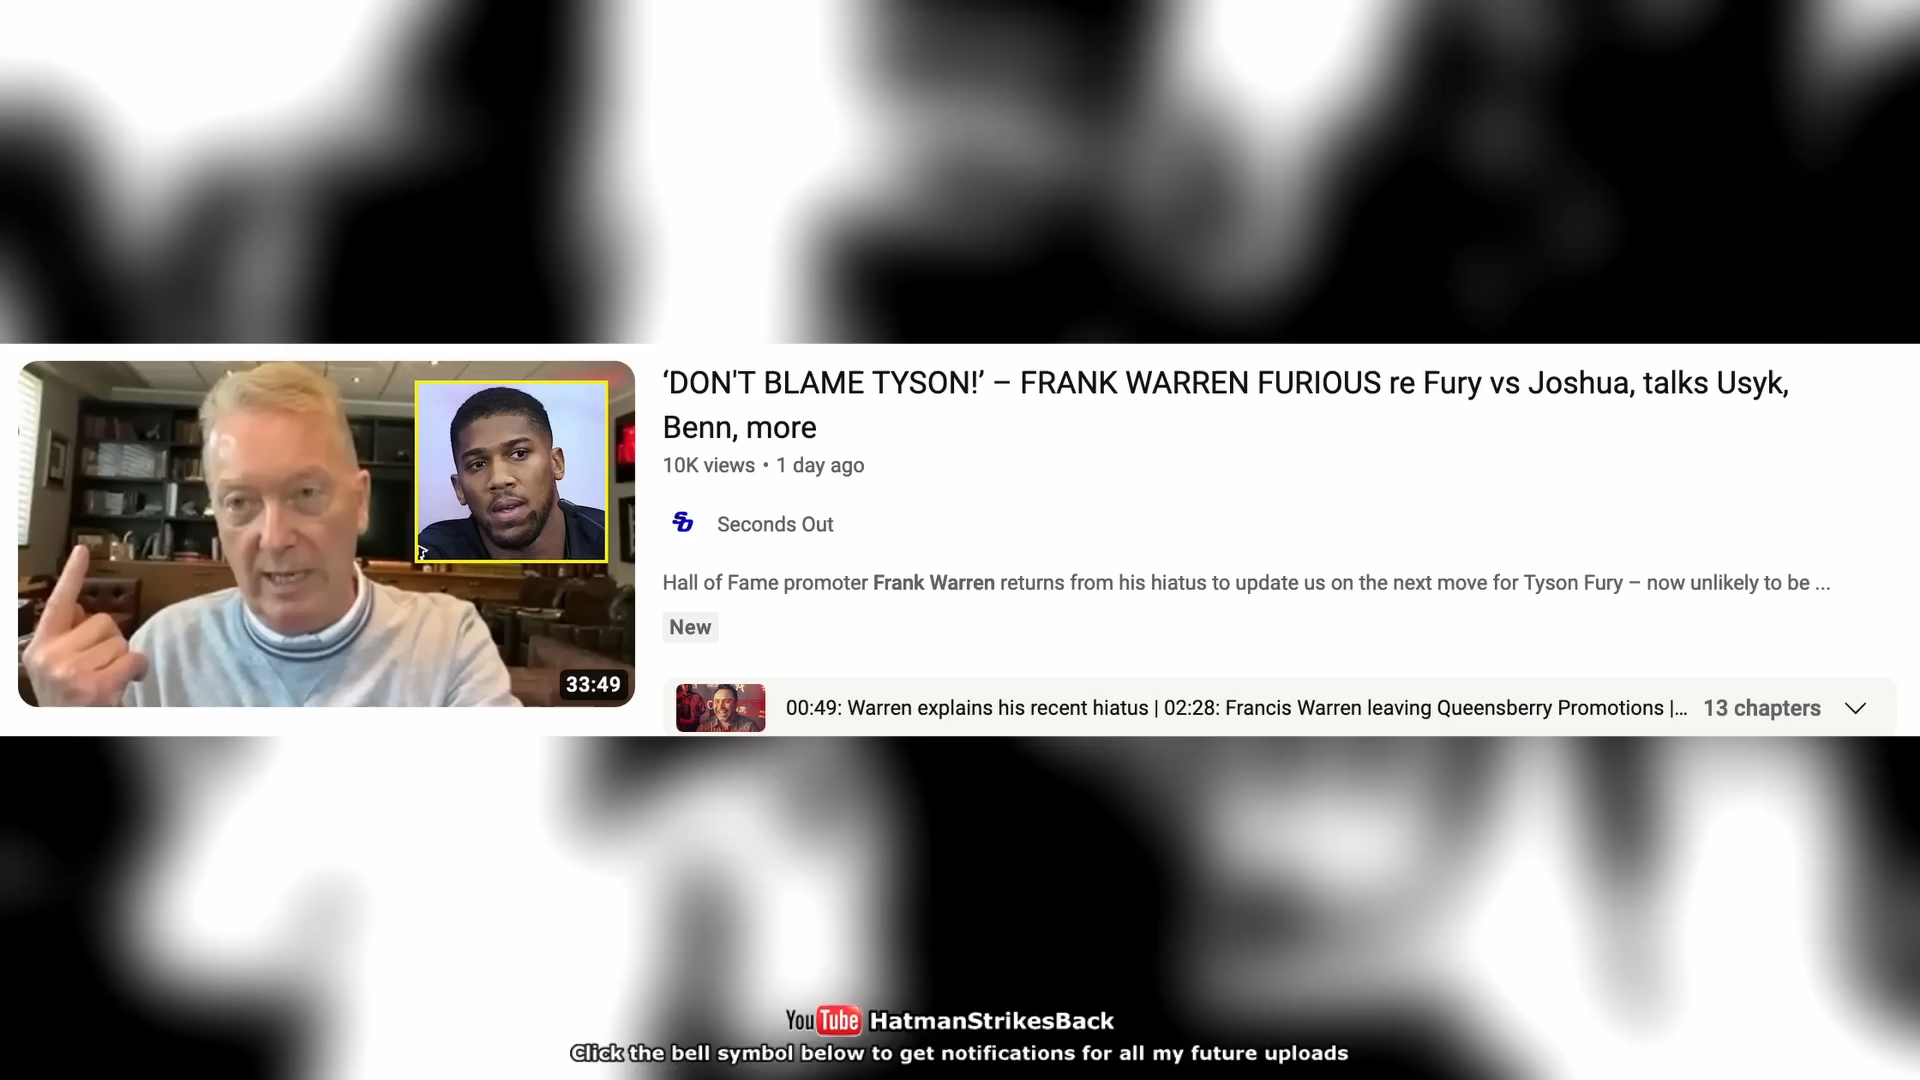 ‘DON'T BLAME TYSON!’ – FRANK WARREN FURIOUS re Fury vs Joshua, talks Usyk,
Benn, more
10K views • 1 day ago
Seconds Out
Hall of Fame promoter Frank Warren returns from his hiatus to update us on the next move for Tyson Fury – now unlikely to be ...
New
33:49
00:49: Warren explains his recent hiatus | 02:28: Francis Warren leaving Queensberry Promotions |... 13 chapters
YouTube HatmanStrikesBack
Click the bell symbol below to get notifications for all my future uploads